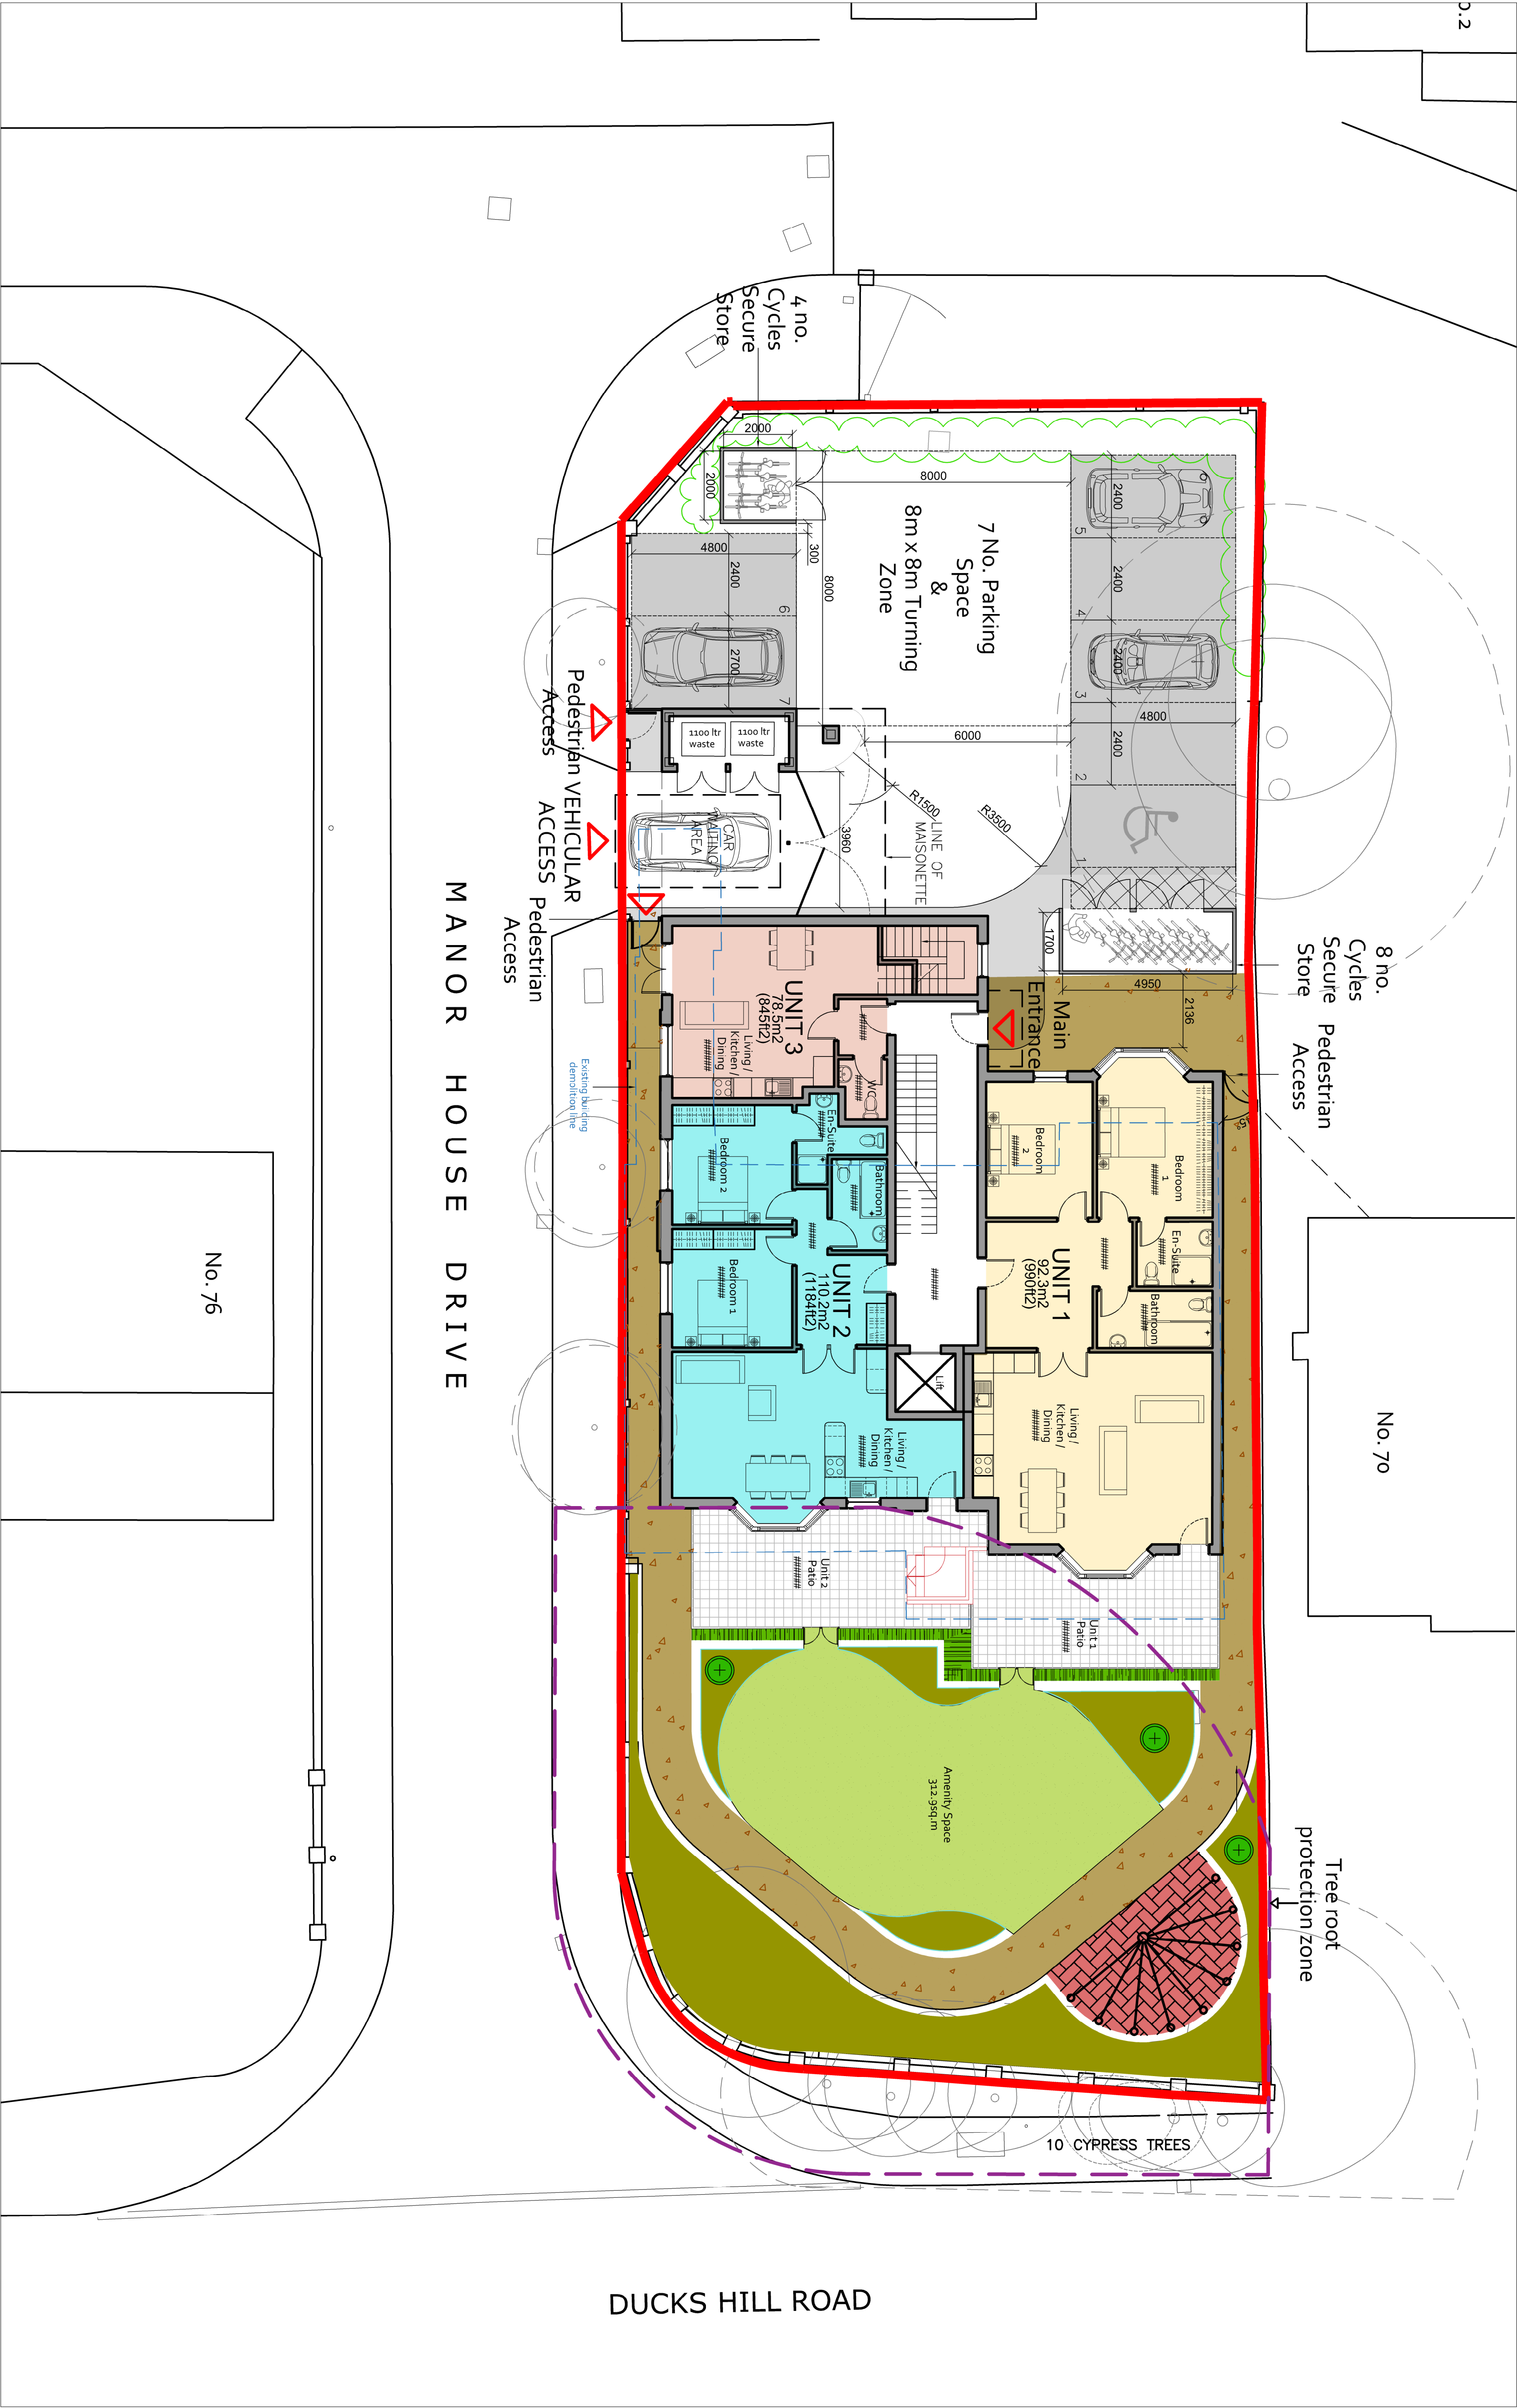 0.2
4 no.
Cycles
Secure
Store
2000
2000
8000
2400
5
7 No. Parking
Space
&
8m x 8m Turning
Zone
300
8000
4800
2400
6
2700
7
2400
4
2400
3
4800
2400
2
6000
1100 ltr
waste
1100 ltr
waste
Pedestrian
Access
VEHICULAR
ACCESS
Pedestrian
Access
CAR
WAITING
AREA
3960
R1500
R3500
LINE OF
MAISONETTE
1
1700
4950
2136
8 no.
Cycles
Secure
Store
Pedestrian
Access
Main
Entrance
UNIT 3
78.5m2
(845ft2)
Living /
Kitchen /
Dining
######
#####
WC
#####
Existing building
demolition line
MANOR HOUSE DRIVE
No. 76
No. 70
Bedroom 2
######
En-Suite
#####
Bathroom
#####
#####
Bedroom 1
######
UNIT 2
110.2m2
(1184ft2)
Living /
Kitchen /
Dining
######
######
Lift
Bedroom
2
######
Bedroom
1
######
En-Suite
#####
#####
Bathroom
#####
UNIT 1
92.3m2
(990ft2)
Living /
Kitchen /
Dining
######
Unit 2
Patio
######
Unit 1
Patio
######
Amenity Space
312.9sq.m
Tree root
protection zone
10 CYPRESS TREES
DUCKS HILL ROAD